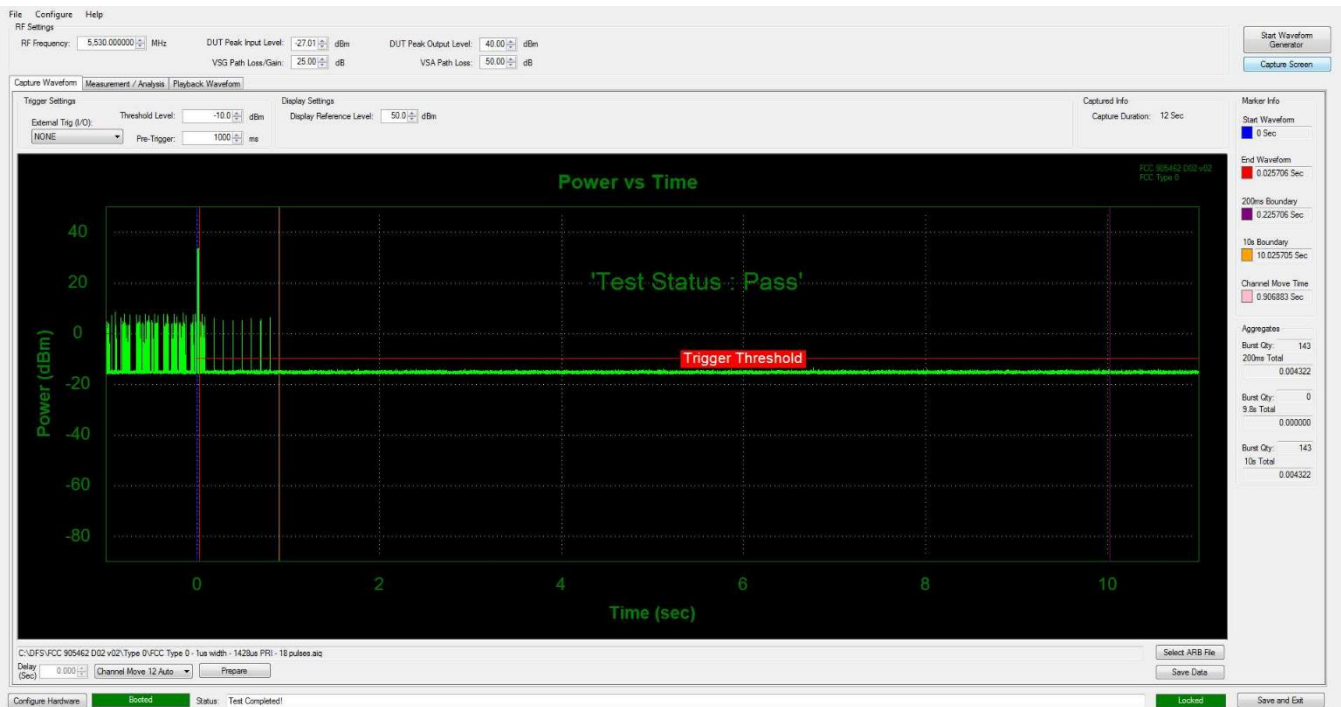 File Configure Help
RF Settings
RF Frequency: 5,530.000000 MHz DUT Peak Input Level: -27.01 dBm DUT Peak Output Level: 40.00 dBm
VSG Path Loss/Gain: 25.00 dB VSA Path Loss: 50.00 dB
Start Waveform
Generator
Capture Screen
Capture Waveform Measurement / Analysis Playback Waveform
Trigger Settings
External Trig (I/O): Threshold Level: -10.0 dBm
NONE Pre-Trigger: 1000 ms
Display Settings
Display Reference Level: 50.0 dBm
Captured Info
Capture Duration: 12 Sec
Power vs Time
FCC 905462 D02 v02
FCC Type 0
'Test Status : Pass'
Trigger Threshold
Power (dBm)
40
20
0
-20
-40
-60
-80
0 2 4 6 8 10
Time (sec)
Marker Info
Start Waveform
0 Sec
End Waveform
0.025706 Sec
200ms Boundary
0.225706 Sec
10s Boundary
10.025705 Sec
Channel Move Time
0.906883 Sec
Aggregates
Burst Qty: 143
200ms Total
0.004322
Burst Qty: 0
9.8s Total
0.000000
Burst Qty: 143
10s Total
0.004322
C:\DFS\FCC 905462 D02 v02\Type 0\FCC Type 0 - 1us width - 1428us PRI - 18 pulses.aiq
Select ARB File
Delay
(Sec) 0.000 Channel Move 12 Auto Prepare
Save Data
Configure Hardware Booted Status: Test Completed! Locked Save and Exit